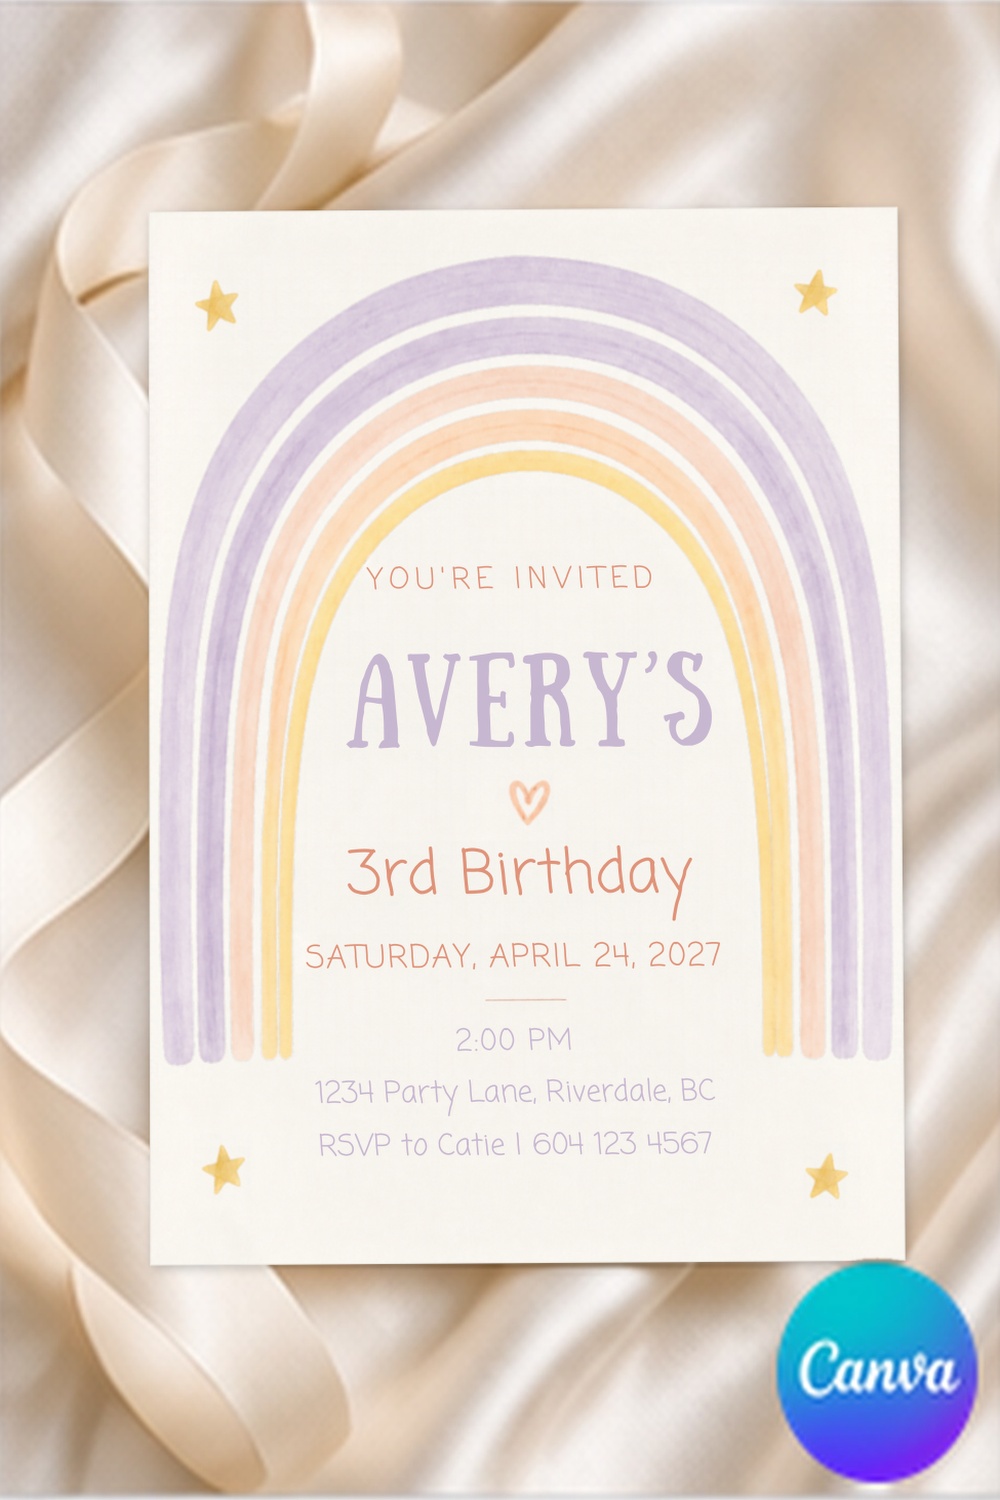 YOU'RE INVITED
AVERY'S
3rd Birthday
SATURDAY, APRIL 24, 2027
2:00 PM
1234 Party Lane, Riverdale, BC
RSVP to Catie | 604 123 4567
Canva